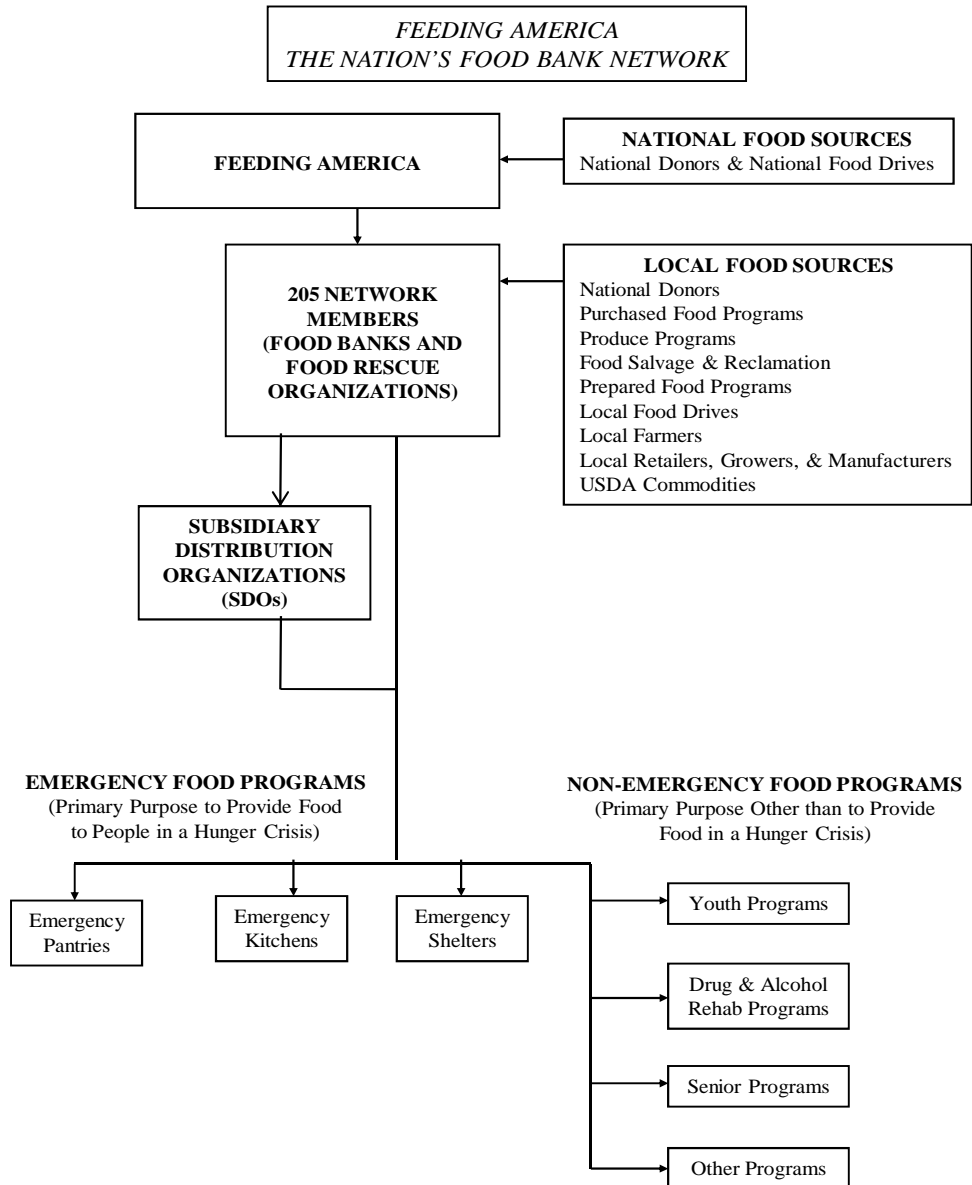 FEEDING AMERICA
THE NATION'S FOOD BANK NETWORK
FEEDING AMERICA
NATIONAL FOOD SOURCES
National Donors & National Food Drives
205 NETWORK
MEMBERS
(FOOD BANKS AND
FOOD RESCUE
ORGANIZATIONS)
LOCAL FOOD SOURCES
National Donors
Purchased Food Programs
Produce Programs
Food Salvage & Reclamation
Prepared Food Programs
Local Food Drives
Local Farmers
Local Retailers, Growers, & Manufacturers
USDA Commodities
SUBSIDIARY
DISTRIBUTION
ORGANIZATIONS
(SDOs)
EMERGENCY FOOD PROGRAMS
(Primary Purpose to Provide Food
to People in a Hunger Crisis)
NON-EMERGENCY FOOD PROGRAMS
(Primary Purpose Other than to Provide
Food in a Hunger Crisis)
Emergency
Pantries
Emergency
Kitchens
Emergency
Shelters
Youth Programs
Drug & Alcohol
Rehab Programs
Senior Programs
Other Programs